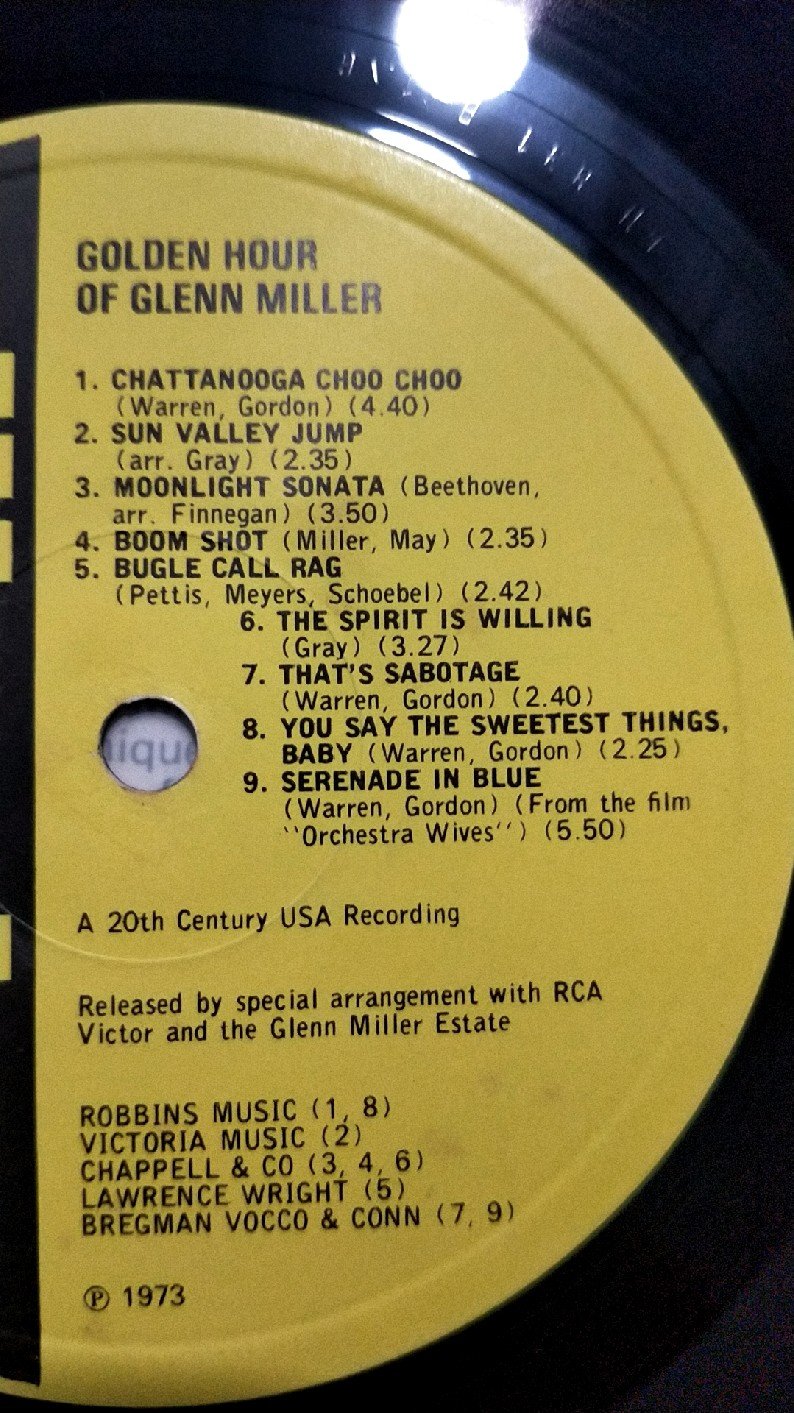 GOLDEN HOUR
OF GLENN MILLER
1. CHATTANOOGA CHOO CHOO
(Warren, Gordon) (4.40)
2. SUN VALLEY JUMP
(arr. Gray) (2.35)
3. MOONLIGHT SONATA (Beethoven,
arr. Finnegan) (3.50)
4. BOOM SHOT (Miller, May) (2.35)
5. BUGLE CALL RAG
(Pettis, Meyers, Schoebel) (2.42)
6. THE SPIRIT IS WILLING
(Gray) (3.27)
7. THAT'S SABOTAGE
(Warren, Gordon) (2.40)
8. YOU SAY THE SWEETEST THINGS,
BABY (Warren, Gordon) (2.25)
9. SERENADE IN BLUE
(Warren, Gordon) (From the film
''Orchestra Wives'') (5.50)
A 20th Century USA Recording
Released by special arrangement with RCA
Victor and the Glenn Miller Estate
ROBBINS MUSIC (1, 8)
VICTORIA MUSIC (2)
CHAPPELL & CO (3, 4, 6)
LAWRENCE WRIGHT (5)
BREGMAN VOCCO & CONN (7, 9)
℗ 1973